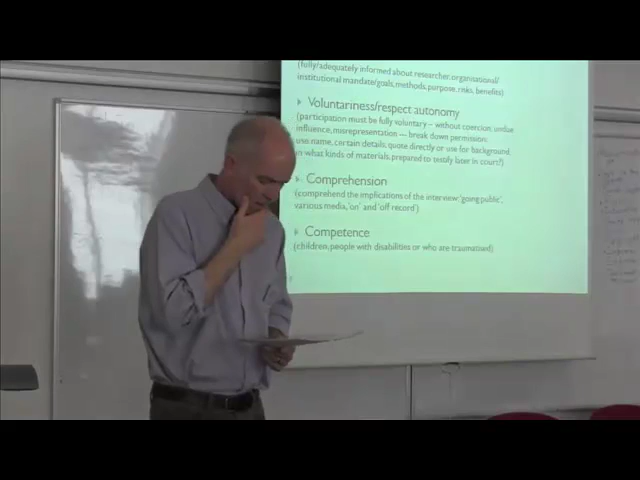 (fully/adequately informed about researcher, organisational/
institutional mandate/goals, methods, purpose, risks, benefits)
Voluntariness/respect autonomy
(participation must be fully voluntary – without coercion, undue
influence, misrepresentation — break down permission:
use name, certain details, quote directly or use for background,
in what kinds of materials, prepared to testify later in court?)
Comprehension
(comprehend the implications of the interview: 'going public',
various media, 'on' and 'off record')
Competence
(children, people with disabilities or who are traumatised)